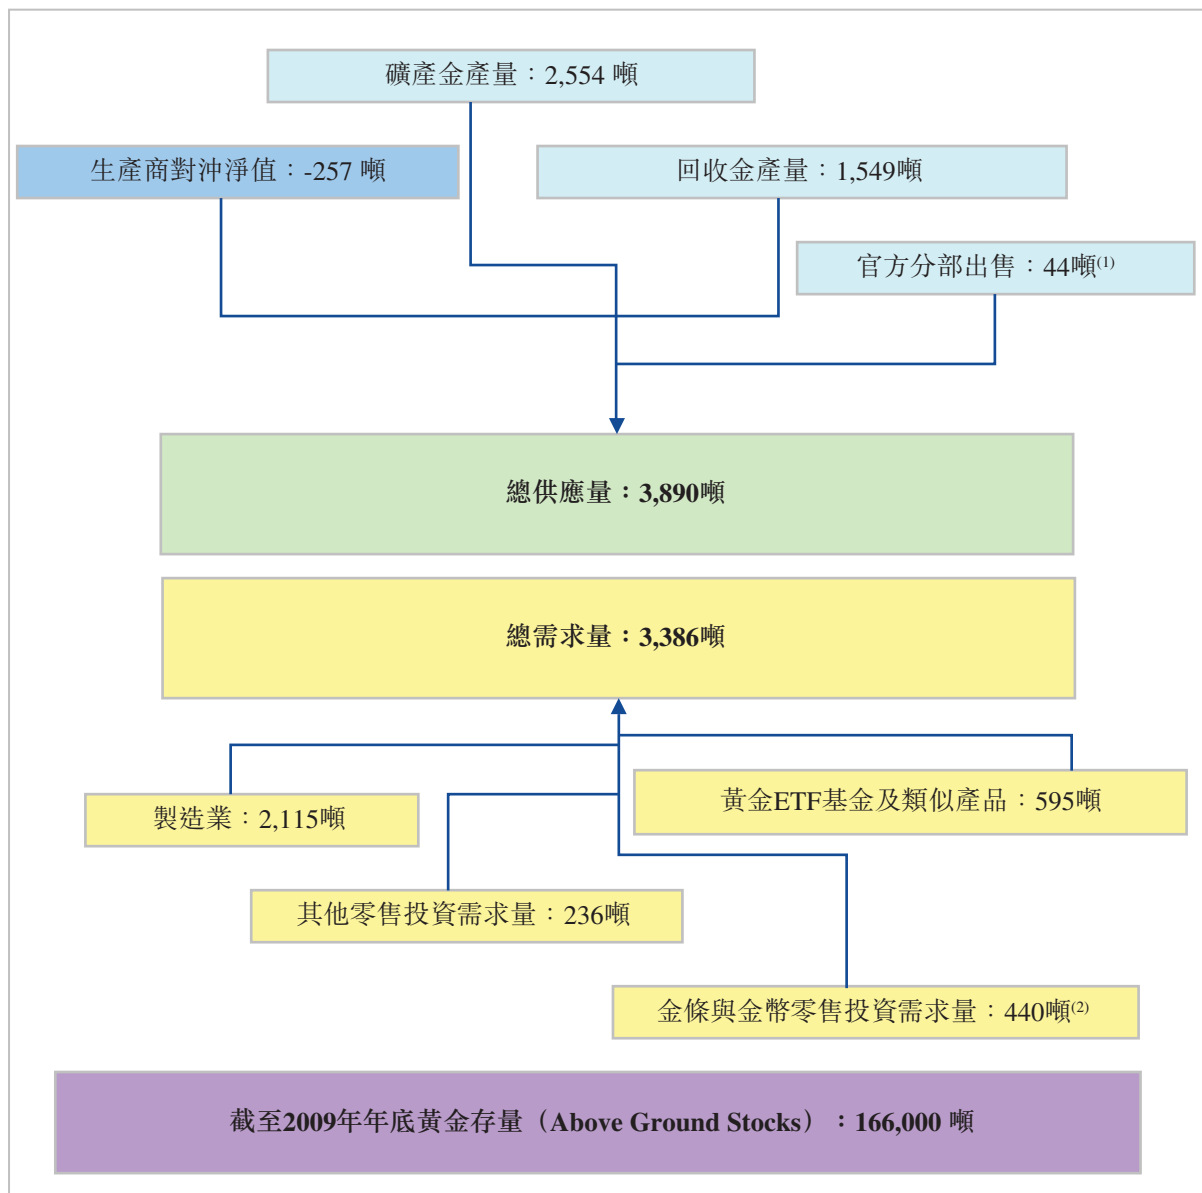 礦產金產量：2,554 噸
生產商對沖淨值：-257 噸
回收金產量：1,549噸
官方分部出售：44噸(1)
總供應量：3,890噸
總需求量：3,386噸
黃金ETF基金及類似產品：595噸
製造業：2,115噸
其他零售投資需求量：236噸
金條與金幣零售投資需求量：440噸(2)
截至2009年年底黃金存量（Above Ground Stocks）：166,000 噸